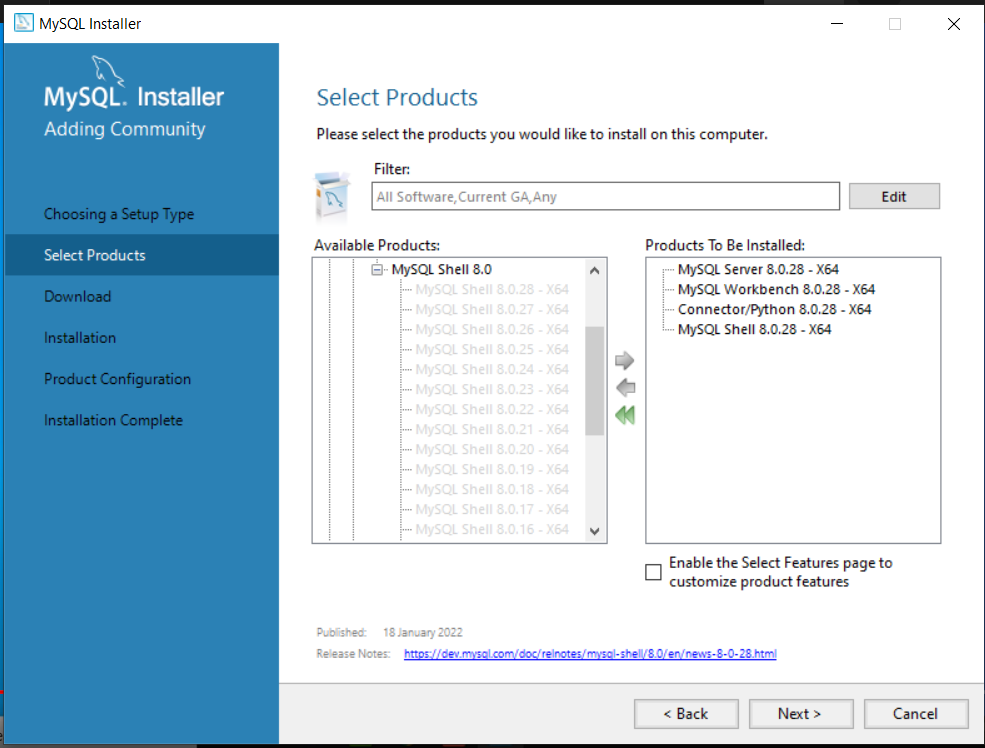 MySQL Installer
MySQL. Installer
Adding Community
Choosing a Setup Type
Select Products
Download
Installation
Product Configuration
Installation Complete
Select Products
Please select the products you would like to install on this computer.
Filter:
All Software,Current GA,Any
Edit
Available Products:
MySQL Shell 8.0
MySQL Shell 8.0.28 - X64
MySQL Shell 8.0.27 - X64
MySQL Shell 8.0.26 - X64
MySQL Shell 8.0.25 - X64
MySQL Shell 8.0.24 - X64
MySQL Shell 8.0.23 - X64
MySQL Shell 8.0.22 - X64
MySQL Shell 8.0.21 - X64
MySQL Shell 8.0.20 - X64
MySQL Shell 8.0.19 - X64
MySQL Shell 8.0.18 - X64
MySQL Shell 8.0.17 - X64
MySQL Shell 8.0.16 - X64
Products To Be Installed:
MySQL Server 8.0.28 - X64
MySQL Workbench 8.0.28 - X64
Connector/Python 8.0.28 - X64
MySQL Shell 8.0.28 - X64
Enable the Select Features page to
customize product features
Published: 18 January 2022
Release Notes: https://dev.mysql.com/doc/relnotes/mysql-shell/8.0/en/news-8-0-28.html
< Back
Next >
Cancel